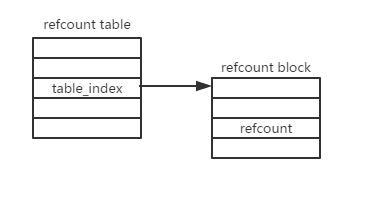 refcount table
table_index
refcount block
refcount